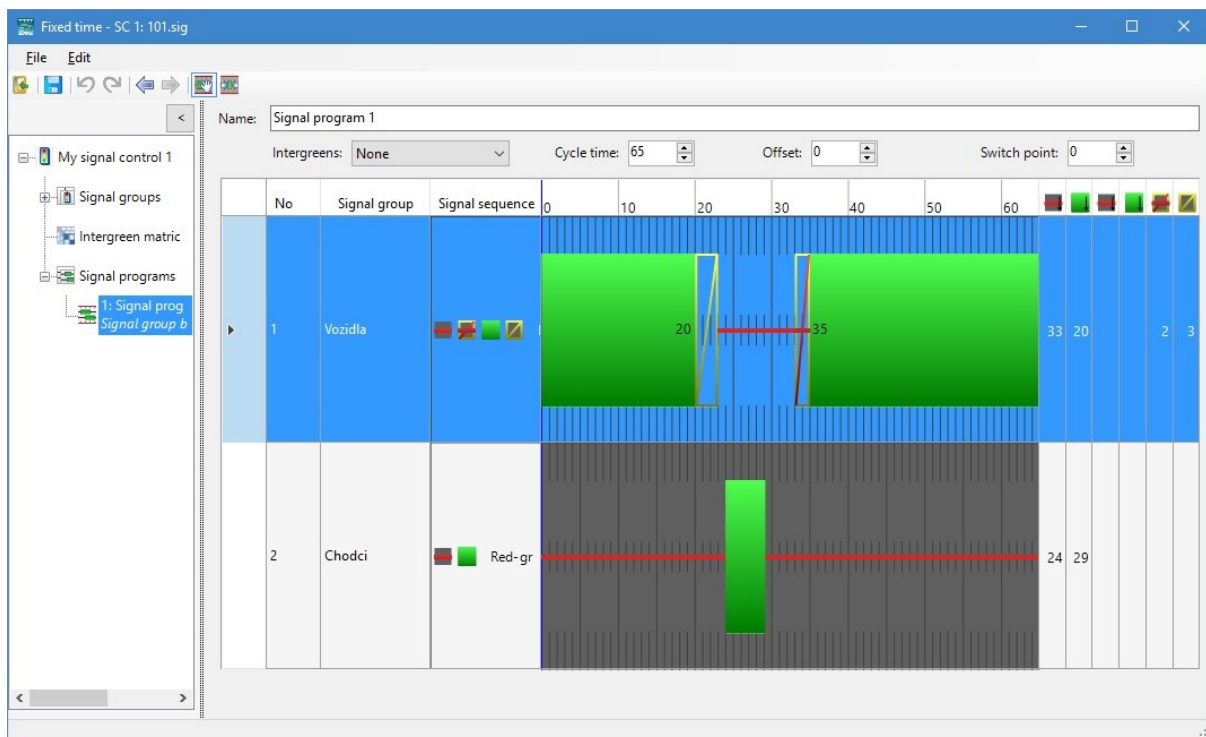 Fixed time - SC 1: 101.sig
File Edit
<
Name: Signal program 1
My signal control 1
Intergreens: None Cycle time: 65 Offset: 0 Switch point: 0
Signal groups
No Signal group Signal sequence 0 10 20 30 40 50 60
Intergreen matric
Signal programs
1: Signal prog
Signal group b
1 Vozidla 20 35 33 20 2 3
2 Chodci Red-gr 24 29
< >